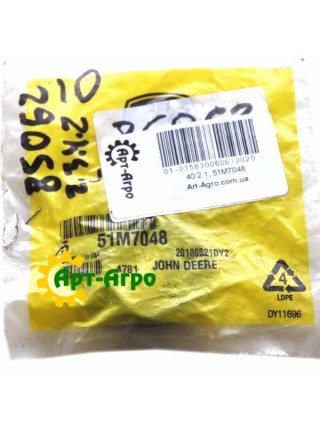 29058
Арт-Агро
01-0158300606/2020
40/2.1, 51M7048
Art-Agro.com.ua
51M7048
20180521DY2
4781
JOHN DEERE
Арт-Агро
4
LDPE
DY11696